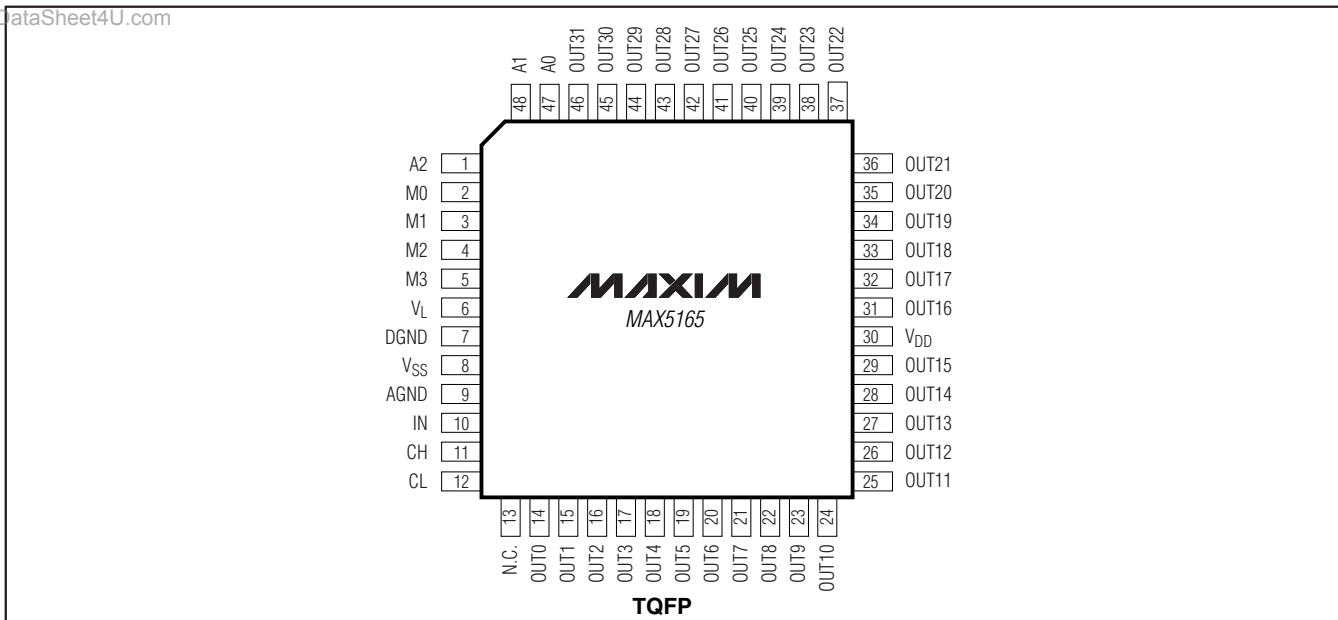 DataSheet4U.com
A1 A0 OUT31 OUT30 OUT29 OUT28 OUT27 OUT26 OUT25 OUT24 OUT23 OUT22
48 47 46 45 44 43 42 41 40 39 38 37
A2 1
M0 2
M1 3
M2 4
M3 5
VL 6
DGND 7
VSS 8
AGND 9
IN 10
CH 11
CL 12
MAXIM
MAX5165
36 OUT21
35 OUT20
34 OUT19
33 OUT18
32 OUT17
31 OUT16
30 VDD
29 OUT15
28 OUT14
27 OUT13
26 OUT12
25 OUT11
13 14 15 16 17 18 19 20 21 22 23 24
N.C. OUT0 OUT1 OUT2 OUT3 OUT4 OUT5 OUT6 OUT7 OUT8 OUT9 OUT10
TQFP